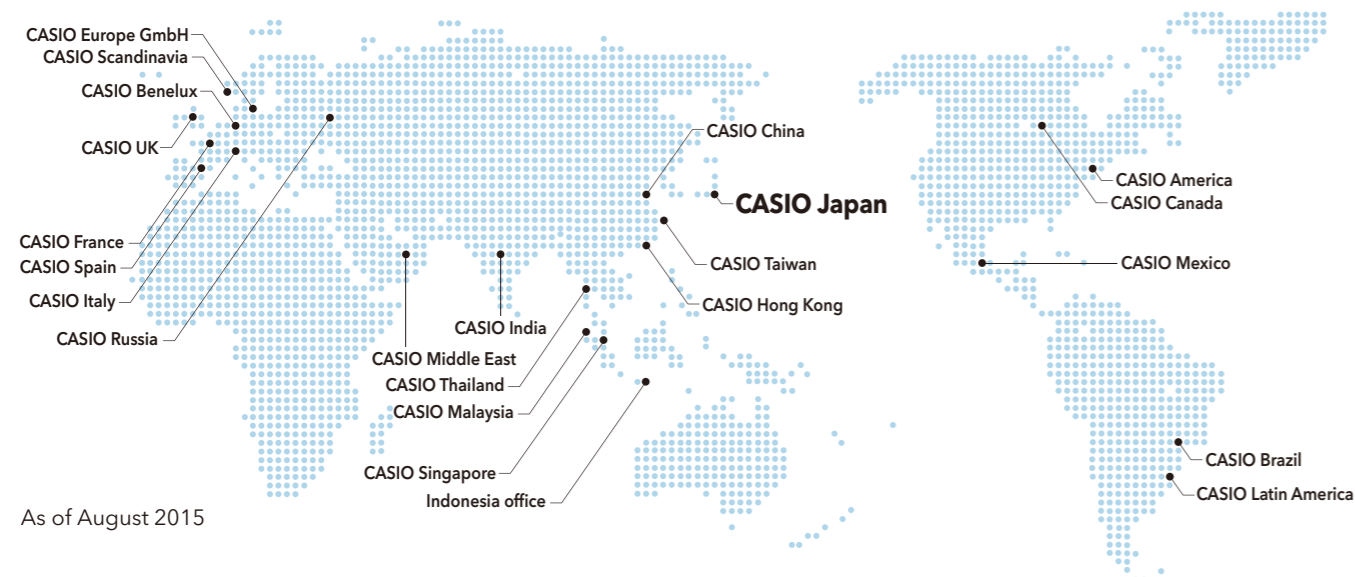 CASIO Europe GmbH
CASIO Scandinavia
CASIO Benelux
CASIO UK
CASIO France
CASIO Spain
CASIO Italy
CASIO Russia
CASIO Middle East
CASIO India
CASIO Thailand
CASIO Malaysia
CASIO Singapore
Indonesia office
CASIO China
CASIO Japan
CASIO Taiwan
CASIO Hong Kong
CASIO America
CASIO Canada
CASIO Mexico
CASIO Brazil
CASIO Latin America
As of August 2015